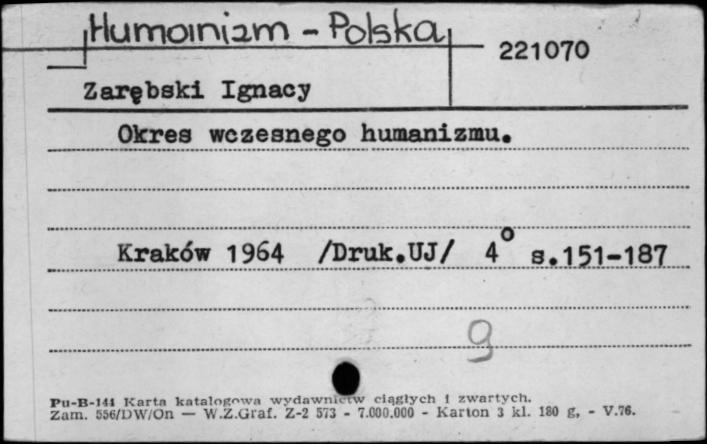 Humanizm - Polska
221070
Zarębski Ignacy
Okres wczesnego humanizmu.
Kraków 1964 /Druk.UJ/ 4° s.151-187
9
Pu-B-144 Karta katalogowa wydawnictw ciągłych i zwartych.
Zam. 556/DW/On — W.Z.Graf. Z-2 573 - 7.000.000 - Karton 3 kl. 180 g, - V.76.